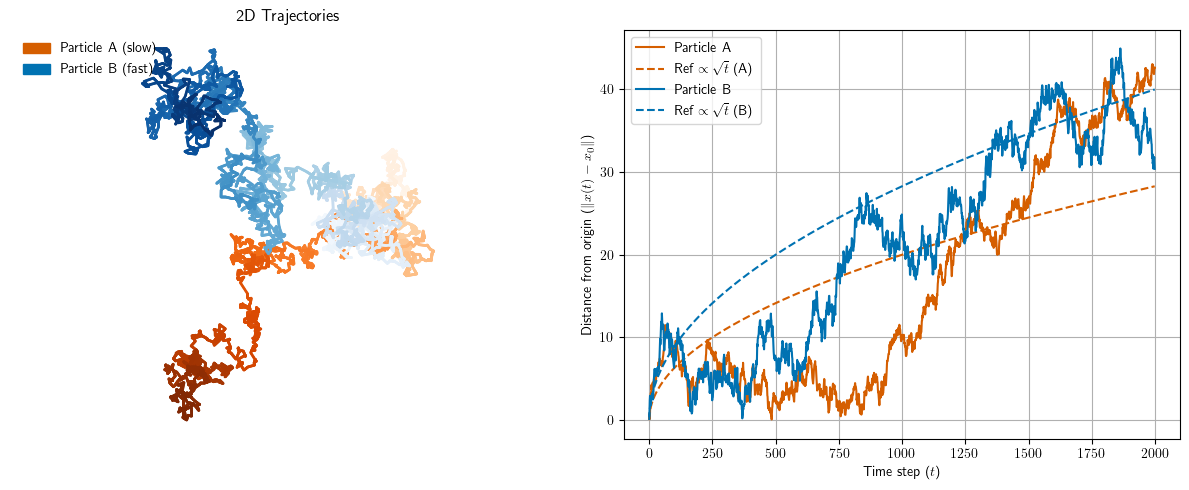 2D Trajectories
Particle A (slow)
Particle B (fast)
Particle A
Ref ∝ √t (A)
Particle B
Ref ∝ √t (B)
Distance from origin (‖x(t) − x₀‖)
40
30
20
10
0
0 250 500 750 1000 1250 1500 1750 2000
Time step (t)